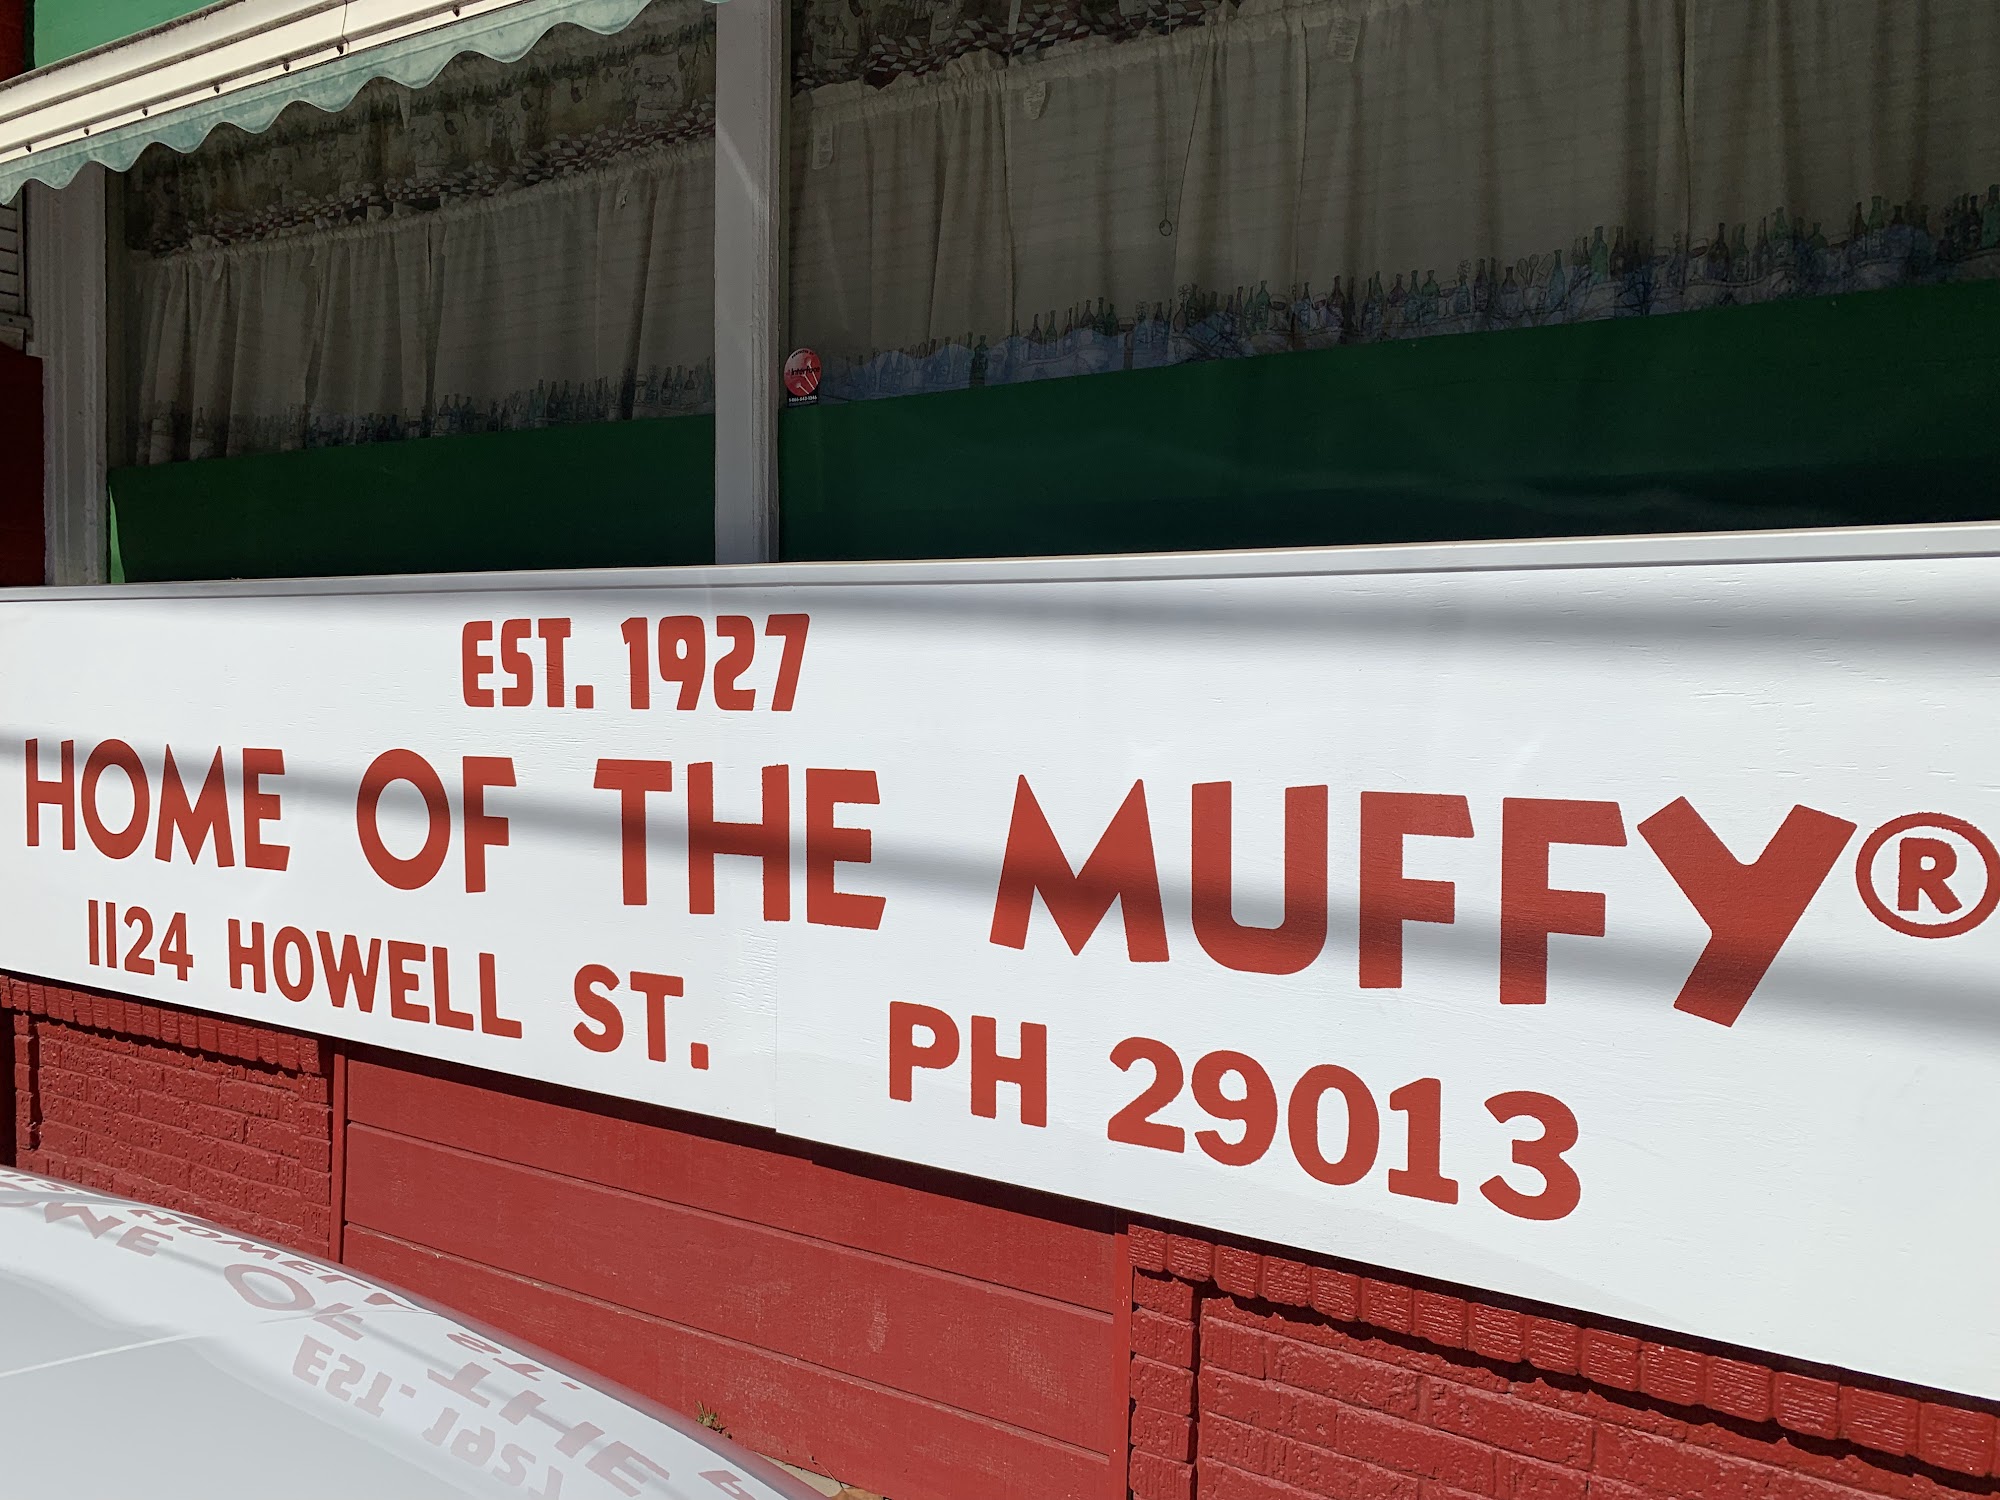 EST. 1927
HOME OF THE MUFFY®
1124 HOWELL ST. PH 29013